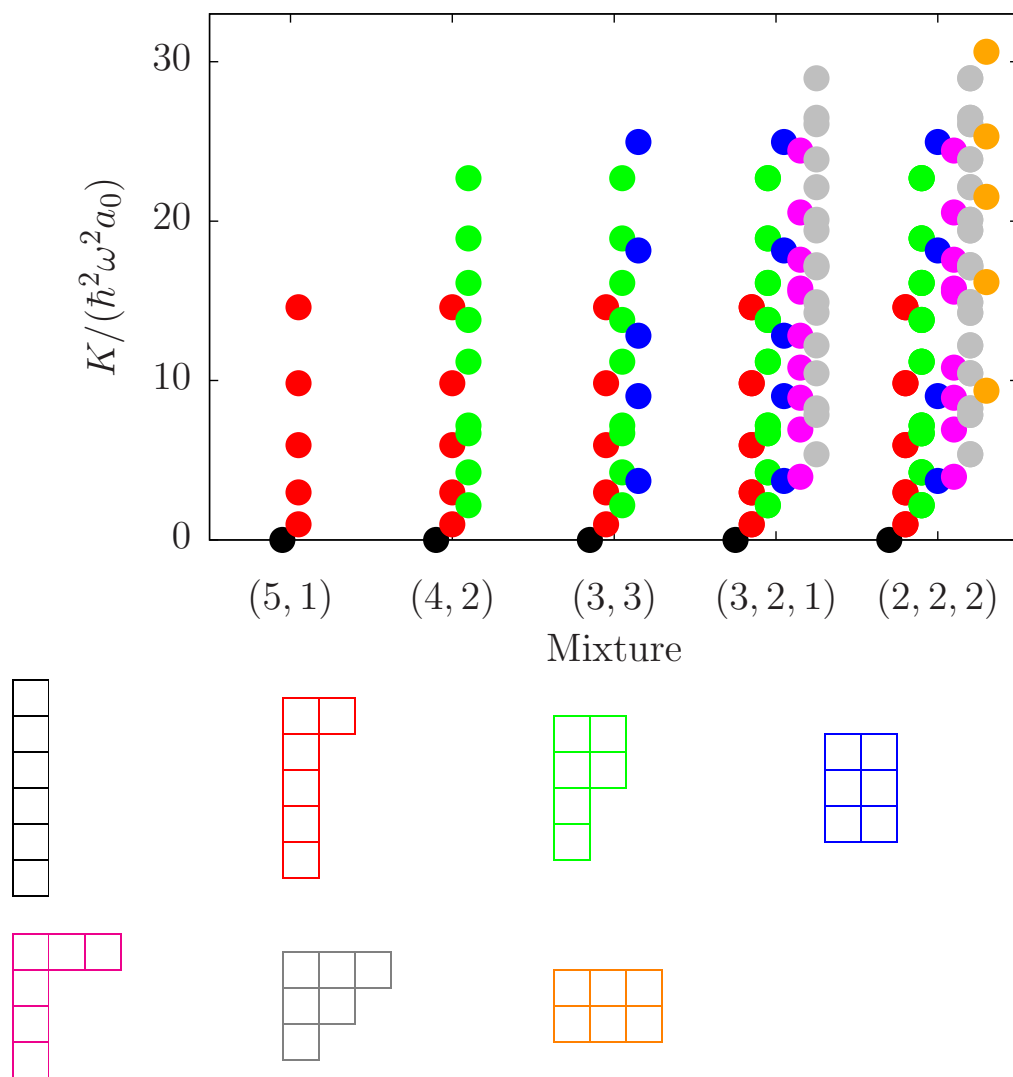 30
20
10
0
K/(ħ²ω²a₀)
(5, 1) (4, 2) (3, 3) (3, 2, 1) (2, 2, 2)
Mixture